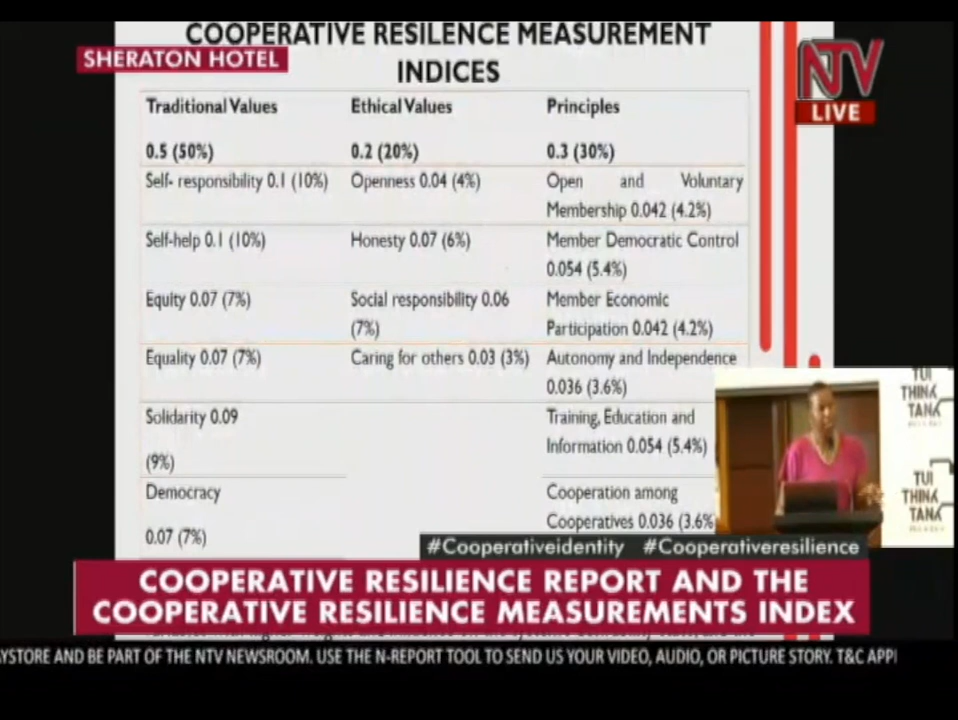 COOPERATIVE RESILENCE MEASUREMENT
INDICES
SHERATON HOTEL
NTV
LIVE
Traditional Values Ethical Values Principles
0.5 (50%) 0.2 (20%) 0.3 (30%)
Self- responsibility 0.1 (10%) Openness 0.04 (4%) Open and Voluntary
Membership 0.042 (4.2%)
Self-help 0.1 (10%) Honesty 0.07 (6%) Member Democratic Control
0.054 (5.4%)
Equity 0.07 (7%) Social responsibility 0.06 Member Economic
(7%) Participation 0.042 (4.2%)
Equality 0.07 (7%) Caring for others 0.03 (3%) Autonomy and Independence
0.036 (3.6%)
Solidarity 0.09 Training, Education and
Information 0.054 (5.4%)
(9%)
Democracy Cooperation among
Cooperatives 0.036 (3.6%
0.07 (7%)
TUI
THINK
TANK
TUI
THINK
TANK
#Cooperativeidentity #Cooperativeresilience
COOPERATIVE RESILIENCE REPORT AND THE
COOPERATIVE RESILIENCE MEASUREMENTS INDEX
AYSTORE AND BE PART OF THE NTV NEWSROOM. USE THE N-REPORT TOOL TO SEND US YOUR VIDEO, AUDIO, OR PICTURE STORY. T&C APPI